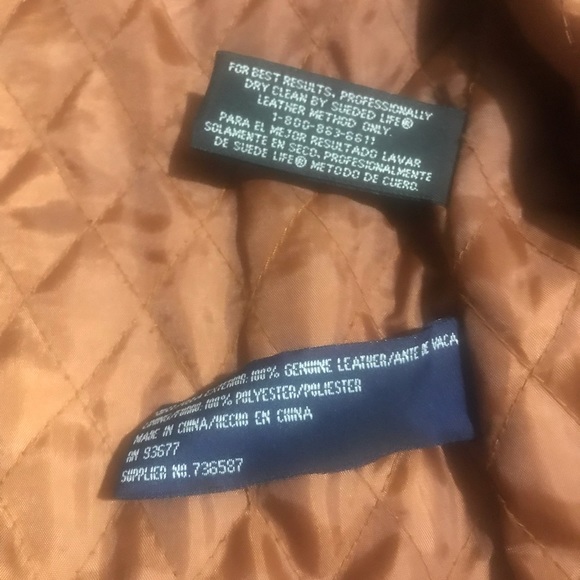 FOR BEST RESULTS, PROFESSIONALLY
DRY CLEAN BY SUEDED LIFE®
LEATHER METHOD ONLY.
1-800-863-6611
PARA EL MEJOR RESULTADO LAVAR
SOLAMENTE EN SECO, PROFESIONALMENTE
DE SUEDE LIFE® METODO DE CUERO.
EXTERIOR:100% GENUINE LEATHER/ANTE DE VACA
100% POLYESTER/POLIESTER
MADE IN CHINA/HECHO EN CHINA
RN 93677
SUPPLIER NO.736587